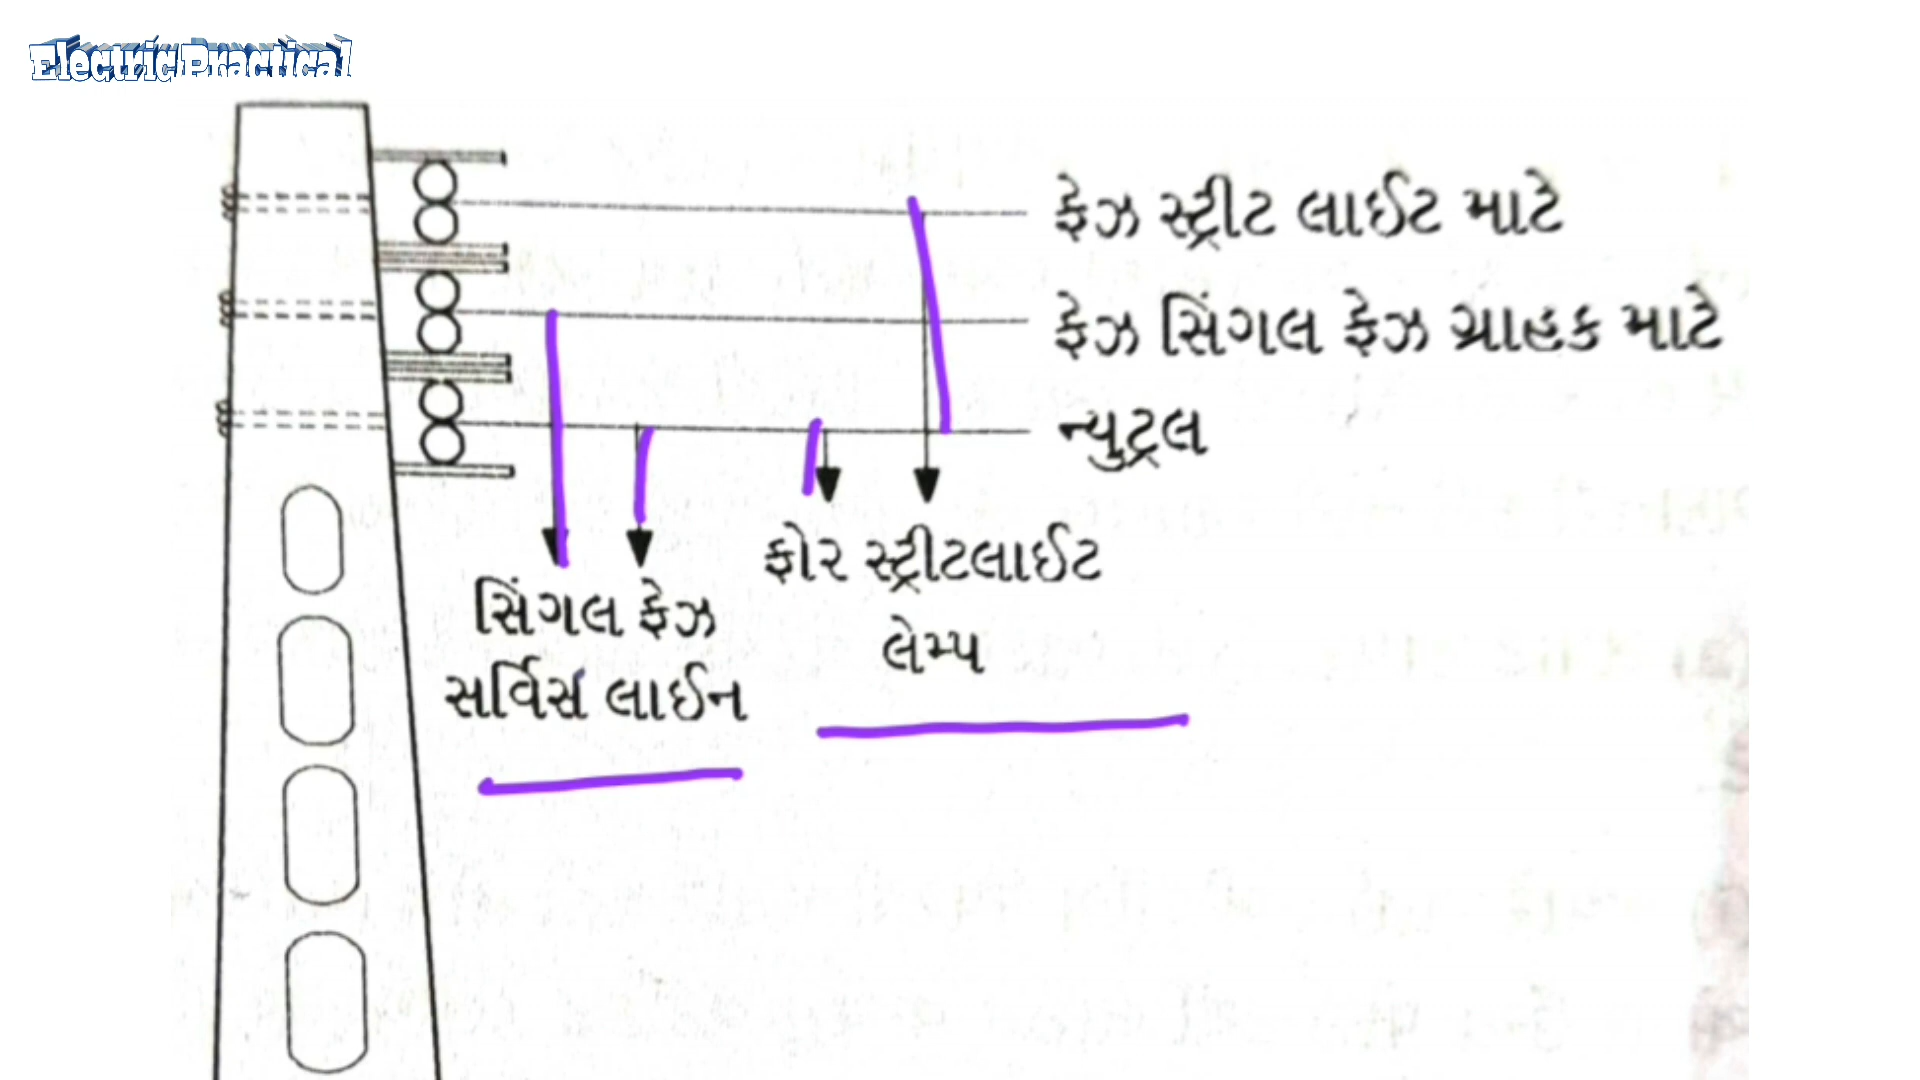 Electric Practical
ફેઝ સ્ટ્રીટ લાઈટ માટે
ફેઝ સિંગલ ફેઝ ગ્રાહક માટે
ન્યુટ્રલ
ફોર સ્ટ્રીટલાઈટ
લેમ્પ
સિંગલ ફેઝ
સર્વિસ લાઈન